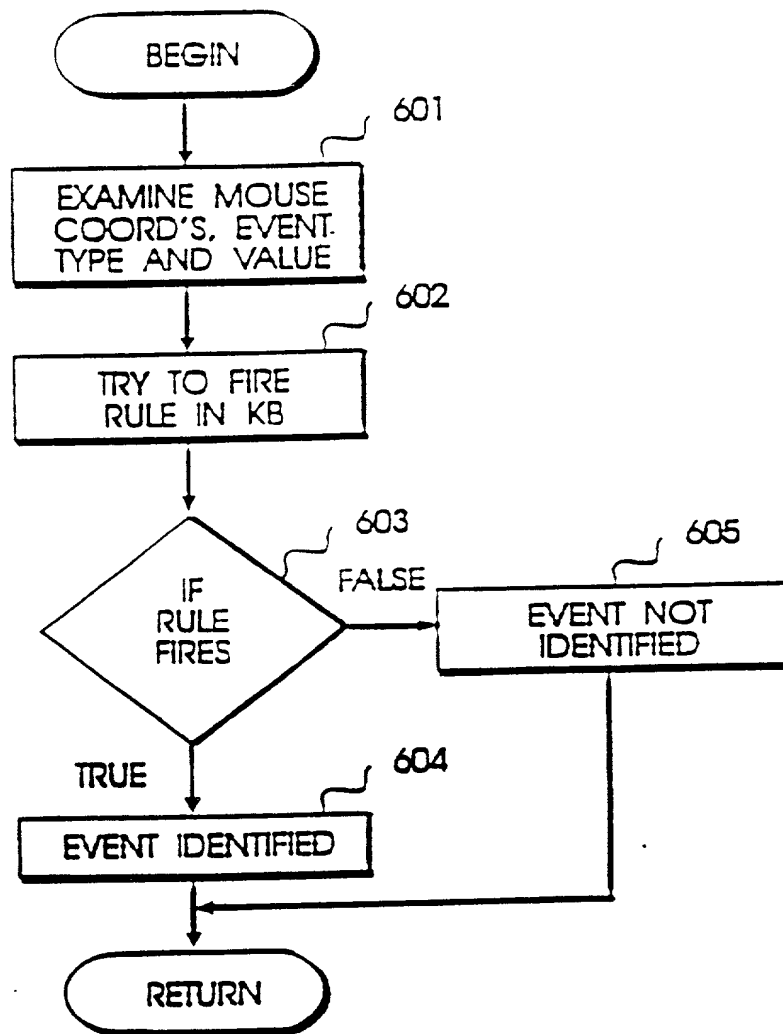 BEGIN
601
EXAMINE MOUSE
COORD'S, EVENT-
TYPE AND VALUE
602
TRY TO FIRE
RULE IN KB
603
IF
RULE
FIRES
FALSE
605
EVENT NOT
IDENTIFIED
TRUE
604
EVENT IDENTIFIED
RETURN